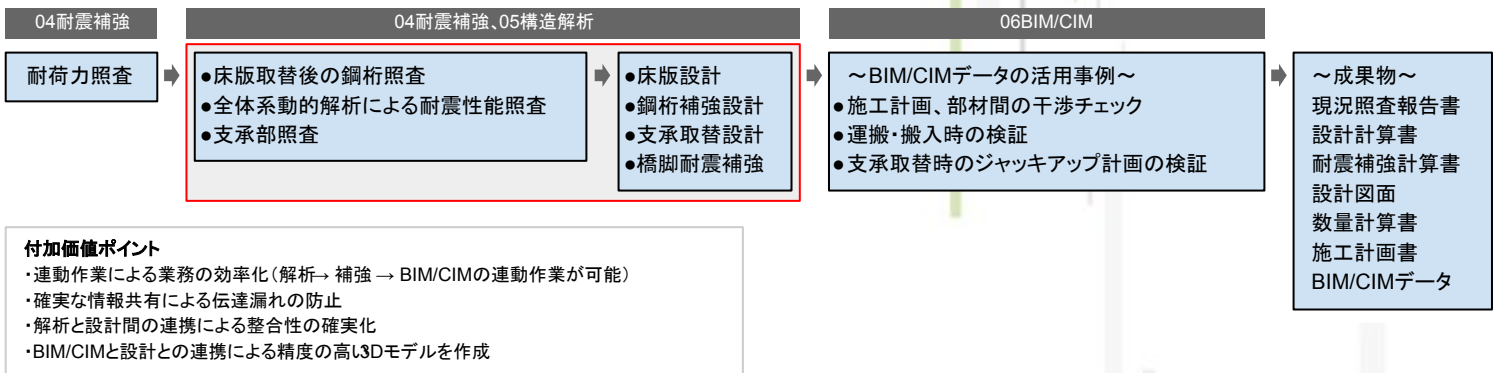 04耐震補強
04耐震補強、05構造解析
06BIM/CIM
耐荷力照査
●床版取替後の鋼桁照査
●全体系動的解析による耐震性能照査
●支承部照査
●床版設計
●鋼桁補強設計
●支承取替設計
●橋脚耐震補強
～BIM/CIMデータの活用事例～
●施工計画、部材間の干渉チェック
●運搬・搬入時の検証
●支承取替時のジャッキアップ計画の検証
～成果物～
現況照査報告書
設計計算書
耐震補強計算書
設計図面
数量計算書
施工計画書
BIM/CIMデータ
付加価値ポイント
・連動作業による業務の効率化（解析→ 補強 → BIM/CIMの連動作業が可能）
・確実な情報共有による伝達漏れの防止
・解析と設計間の連携による整合性の確実化
・BIM/CIMと設計との連携による精度の高い3Dモデルを作成